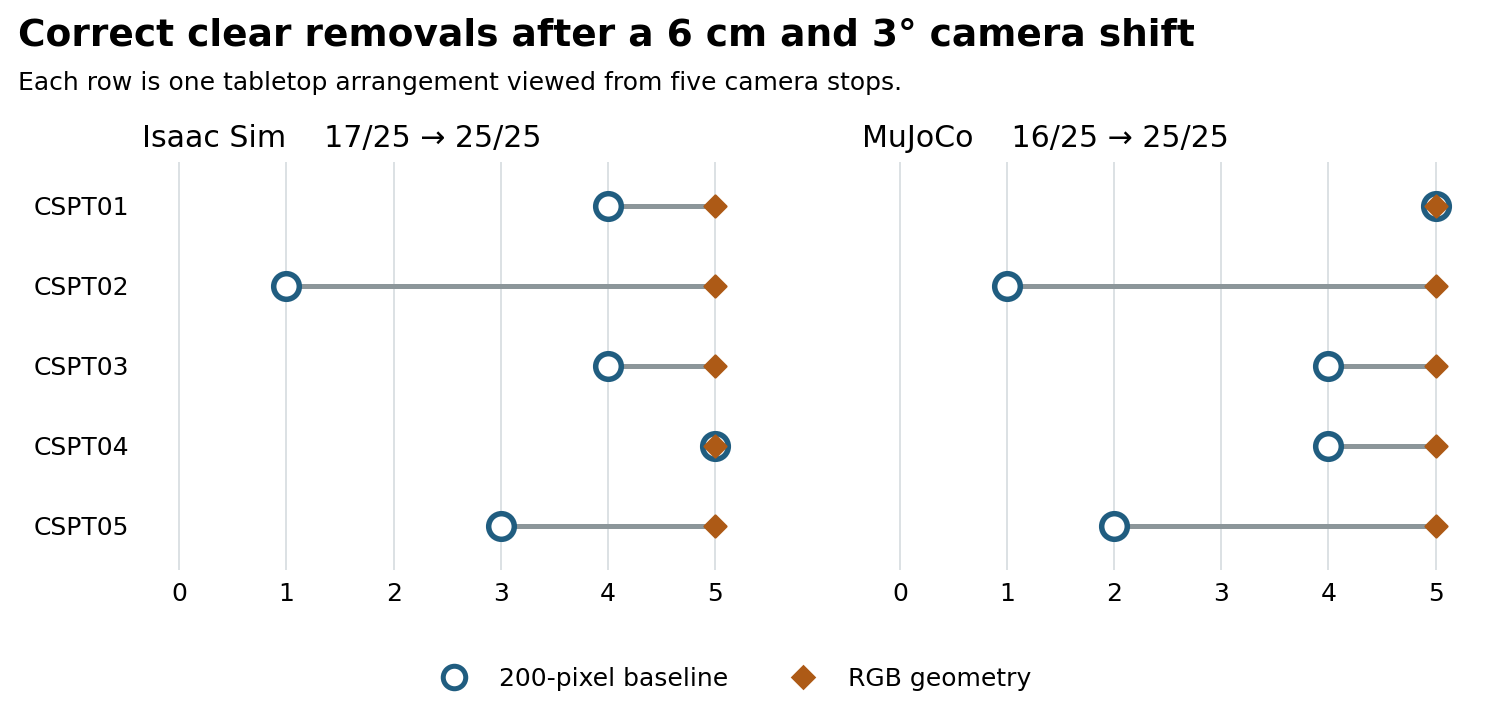 Correct clear removals after a 6 cm and 3° camera shift
Each row is one tabletop arrangement viewed from five camera stops.
Isaac Sim 17/25 → 25/25
MuJoCo 16/25 → 25/25
CSPT01
CSPT02
CSPT03
CSPT04
CSPT05
0 1 2 3 4 5
0 1 2 3 4 5
200-pixel baseline
RGB geometry